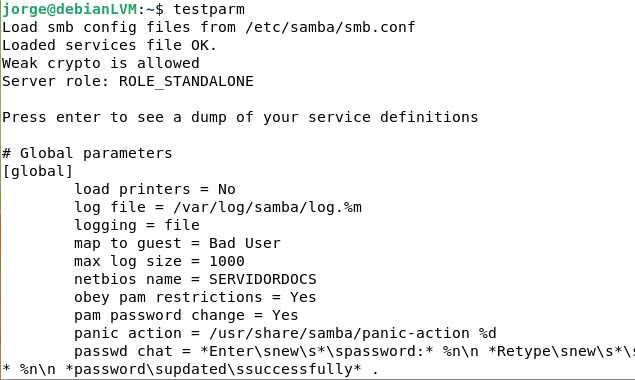 jorge@debianLVM:~$ testparm
Load smb config files from /etc/samba/smb.conf
Loaded services file OK.
Weak crypto is allowed
Server role: ROLE_STANDALONE
Press enter to see a dump of your service definitions
# Global parameters
[global]
load printers = No
log file = /var/log/samba/log.%m
logging = file
map to guest = Bad User
max log size = 1000
netbios name = SERVIDORDOCS
obey pam restrictions = Yes
pam password change = Yes
panic action = /usr/share/samba/panic-action %d
passwd chat = *Enter\snew\s*\spassword:* %n\n *Retype\snew\s*\s
* %n\n *password\supdated\ssuccessfully* .